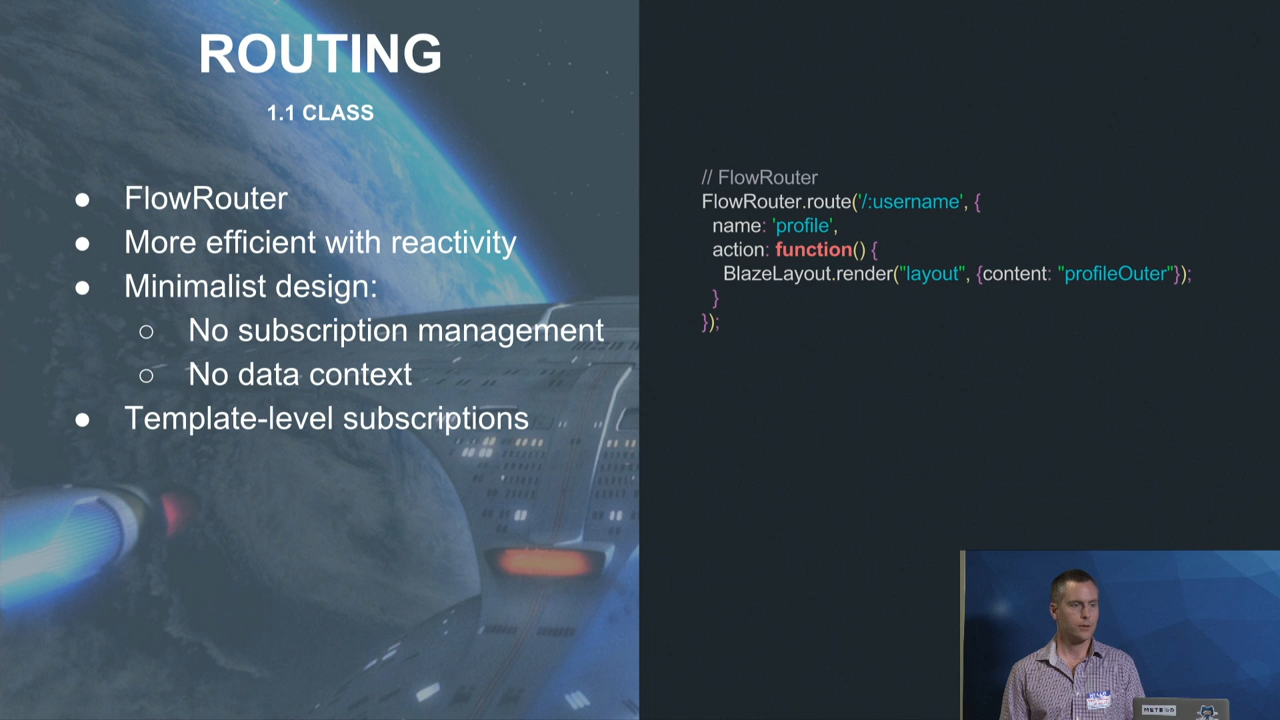 ROUTING
1.1 CLASS
● FlowRouter
● More efficient with reactivity
● Minimalist design:
○ No subscription management
○ No data context
● Template-level subscriptions
// FlowRouter
FlowRouter.route('/:username', {
name: 'profile',
action: function() {
BlazeLayout.render("layout", {content: "profileOuter"});
}
});